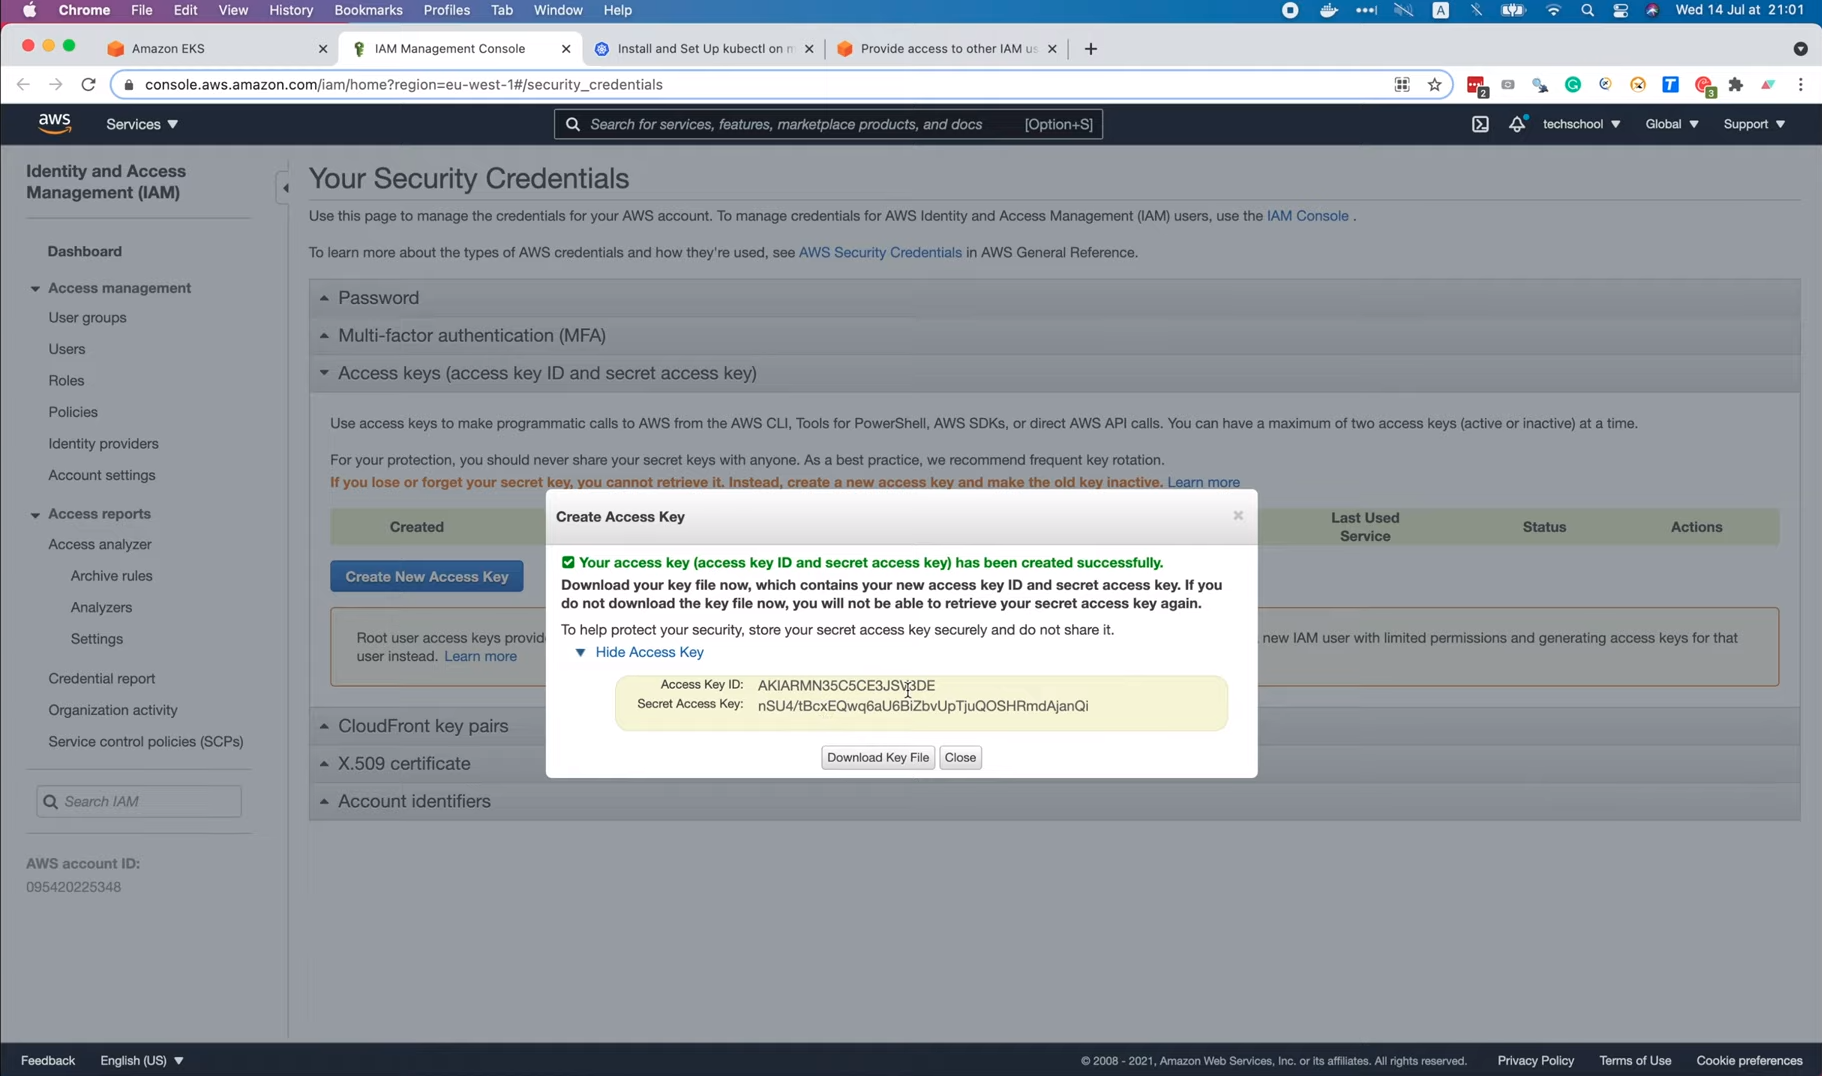 Chrome File Edit View History Bookmarks Profiles Tab Window Help A Wed 14 Jul at 21:01
Amazon EKS IAM Management Console Install and Set Up kubectl on m Provide access to other IAM us
console.aws.amazon.com/iam/home?region=eu-west-1#/security_credentials 2 T 3
aws Services Search for services, features, marketplace products, and docs [Option+S] techschool Global Support
Identity and Access
Management (IAM)
Dashboard
Access management
User groups
Users
Roles
Policies
Identity providers
Account settings
Access reports
Access analyzer
Archive rules
Analyzers
Settings
Credential report
Organization activity
Service control policies (SCPs)
Search IAM
AWS account ID:
095420225348
Your Security Credentials
Use this page to manage the credentials for your AWS account. To manage credentials for AWS Identity and Access Management (IAM) users, use the IAM Console .
To learn more about the types of AWS credentials and how they're used, see AWS Security Credentials in AWS General Reference.
Password
Multi-factor authentication (MFA)
Access keys (access key ID and secret access key)
Use access keys to make programmatic calls to AWS from the AWS CLI, Tools for PowerShell, AWS SDKs, or direct AWS API calls. You can have a maximum of two access keys (active or inactive) at a time.
For your protection, you should never share your secret keys with anyone. As a best practice, we recommend frequent key rotation.
If you lose or forget your secret key, you cannot retrieve it. Instead, create a new access key and make the old key inactive. Learn more
Created Last Used
Service Status Actions
Create New Access Key
Root user access keys provid new IAM user with limited permissions and generating access keys for that
user instead. Learn more
Create Access Key
Your access key (access key ID and secret access key) has been created successfully.
Download your key file now, which contains your new access key ID and secret access key. If you
do not download the key file now, you will not be able to retrieve your secret access key again.
To help protect your security, store your secret access key securely and do not share it.
Hide Access Key
Access Key ID:
Secret Access Key: nSU4/tBcxEQwq6aU6BiZbvUpTjuQOSHRmdAjanQi
Download Key File Close
CloudFront key pairs
X.509 certificate
Account identifiers
Feedback English (US) © 2008 - 2021, Amazon Web Services, Inc. or its affiliates. All rights reserved. Privacy Policy Terms of Use Cookie preferences